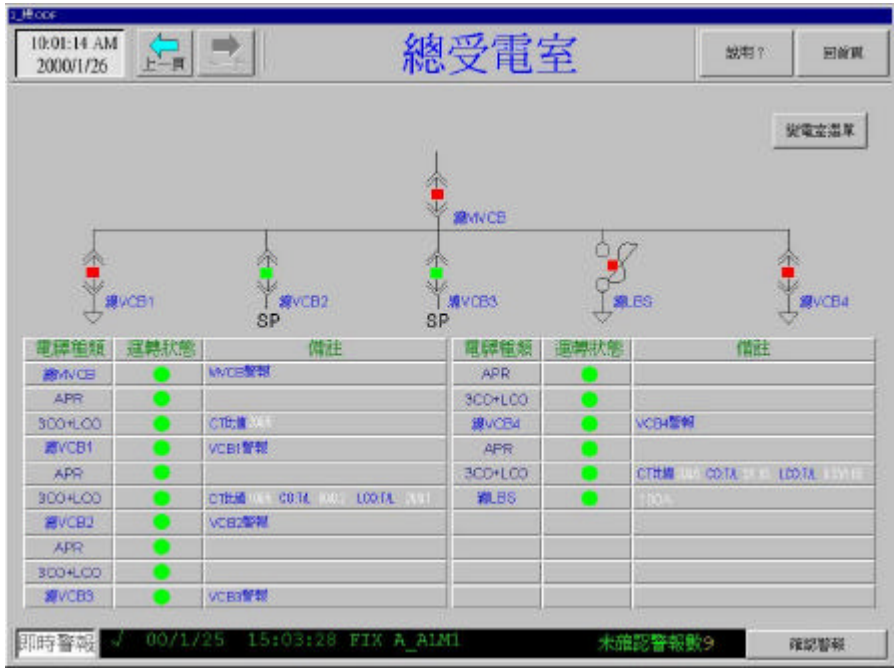 10:01:14 AM
2000/1/26
上一頁
總受電室
說明?
回首頁
變電室選單
總MVCB
總VCB1
總VCB2
總VCB3
總LBS
總VCB4
SP
SP
電驛種類 運轉狀態 備註 電驛種類 運轉狀態 備註
總MVCB MVCB警報 APR
APR 3CO+LCO
3CO+LCO CT比值 總VCB4 VCB4警報
總VCB1 VCB1警報 APR
APR 3CO+LCO CT比值 CO:TA: LCO:TA:
3CO+LCO CT比值 CO:TA: LCO:TA: 總LBS 100A
總VCB2 VCB2警報
APR
3CO+LCO
總VCB3 VCB3警報
即時警報 √ 00/1/25 15:03:28 FIX A_ALM1 未確認警報數9 確認警報